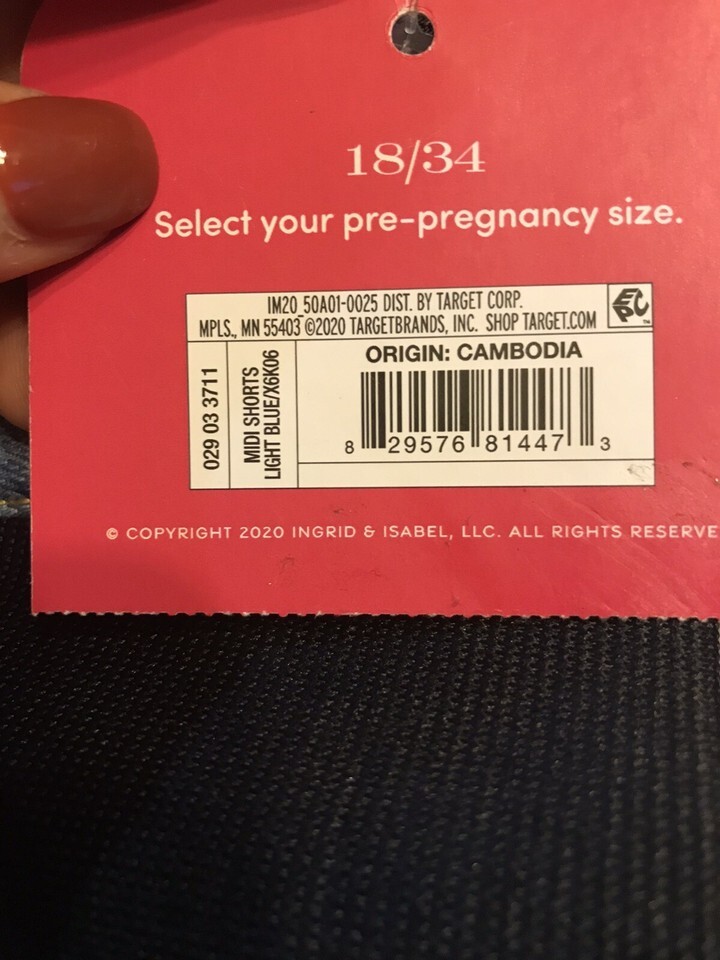 18/34
Select your pre-pregnancy size.
IM20_50A01-0025 DIST. BY TARGET CORP.
MPLS., MN 55403 ©2020 TARGETBRANDS, INC. SHOP TARGET.COM
EPC™
029 03 3711
MIDI SHORTS
LIGHT BLUE/X6K06
ORIGIN: CAMBODIA
8 29576 81447 3
© COPYRIGHT 2020 INGRID & ISABEL, LLC. ALL RIGHTS RESERVE